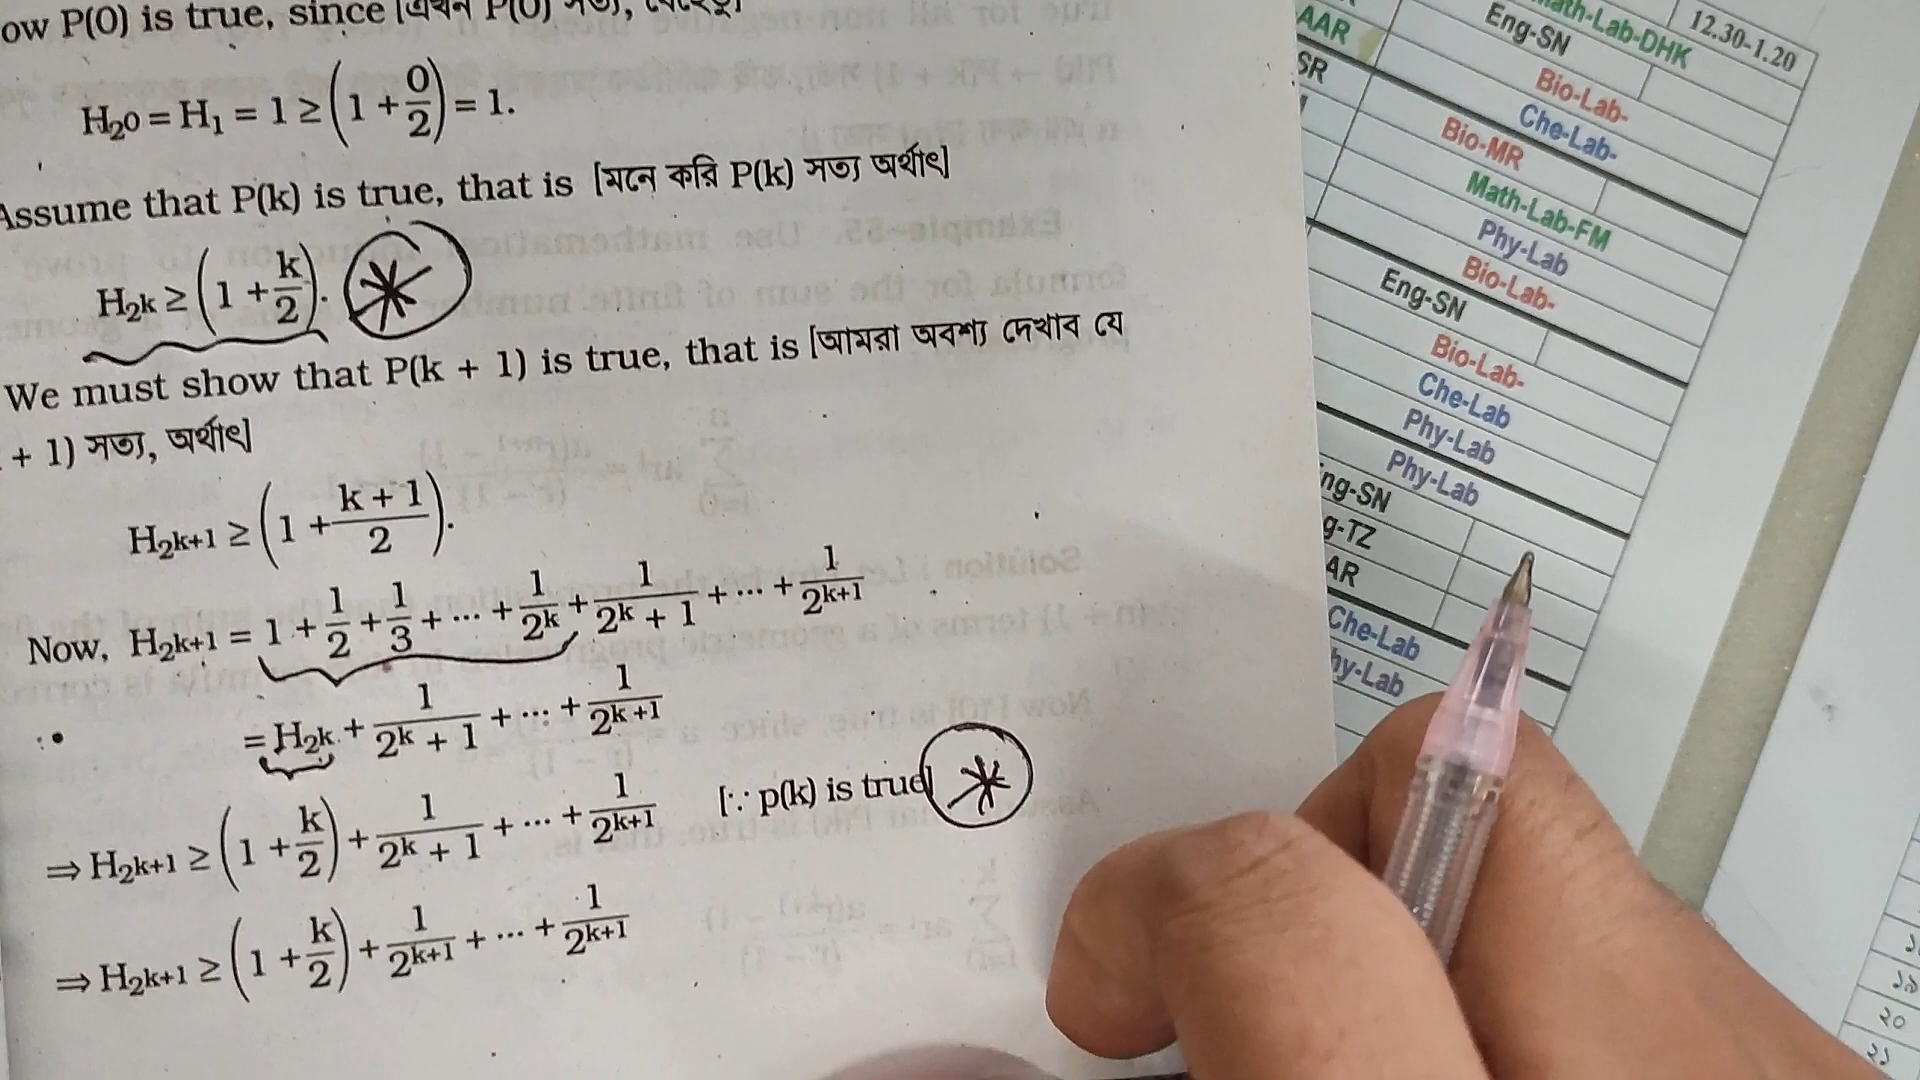 ow P(0) is true, since [এখন P(0) সত্য, যেহেতু]
H₂0 = H₁ = 1 ≥ (1 + 0/2) = 1.
Assume that P(k) is true, that is [মনে করি P(k) সত্য অর্থাৎ]
H₂k ≥ (1 + k/2).
We must show that P(k + 1) is true, that is [আমরা অবশ্য দেখাব যে
+ 1) সত্য, অর্থাৎ]
H₂k+1 ≥ (1 + (k + 1)/2).
Now, H₂k+1 = 1 + 1/2 + 1/3 + ... + 1/2ᵏ + 1/(2ᵏ + 1) + ... + 1/2ᵏ⁺¹
= H₂k + 1/(2ᵏ + 1) + ... + 1/2ᵏ⁺¹
⇒ H₂k+1 ≥ (1 + k/2) + 1/(2ᵏ + 1) + ... + 1/2ᵏ⁺¹ [∵ p(k) is true]
⇒ H₂k+1 ≥ (1 + k/2) + 1/2ᵏ⁺¹ + ... + 1/2ᵏ⁺¹
12.30-1.20
ath-Lab-DHK
AAR Eng-SN
Bio-Lab-
SR Che-Lab-
Bio-MR
Math-Lab-FM
Phy-Lab
Bio-Lab-
Eng-SN
Bio-Lab-
Che-Lab
Phy-Lab
Phy-Lab
ng-SN
g-TZ
AR
Che-Lab
hy-Lab
২০
২১